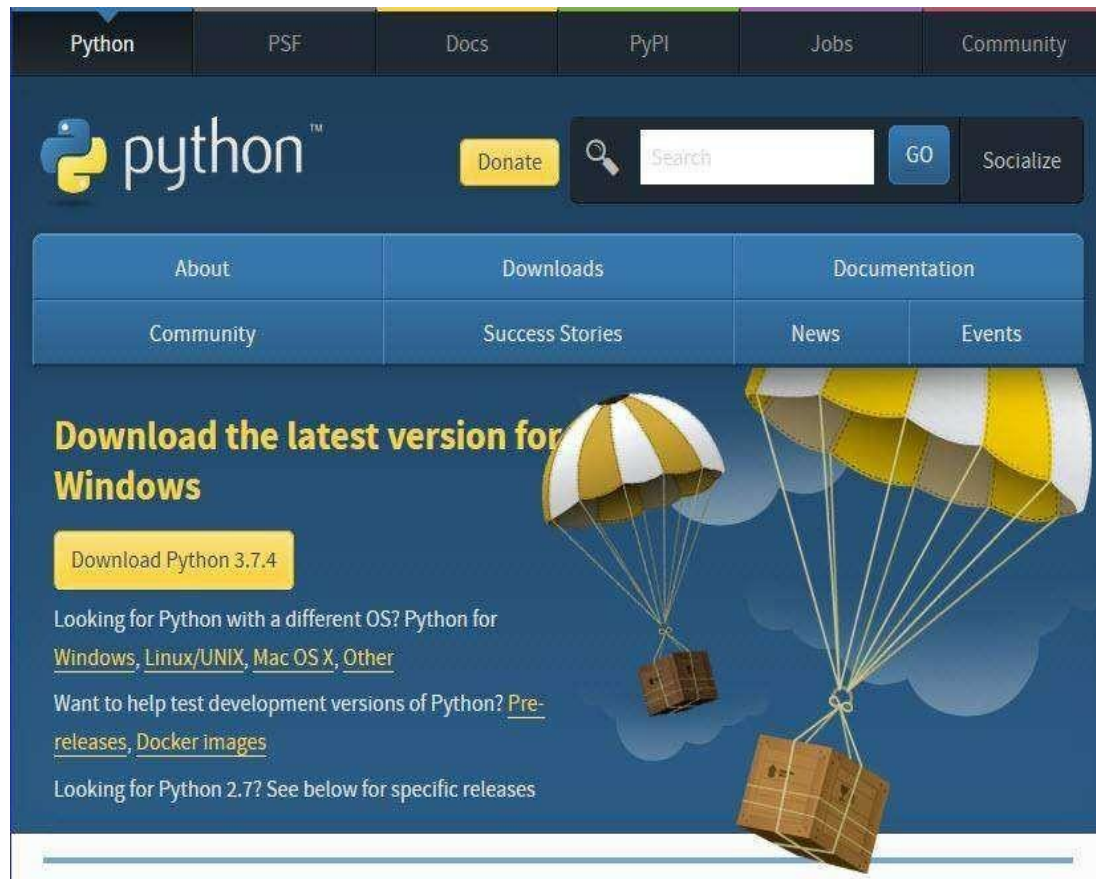 Python PSF Docs PyPI Jobs Community
python™
Donate Search GO Socialize
About Downloads Documentation
Community Success Stories News Events
Download the latest version for
Windows
Download Python 3.7.4
Looking for Python with a different OS? Python for
Windows, Linux/UNIX, Mac OS X, Other
Want to help test development versions of Python? Pre-
releases, Docker images
Looking for Python 2.7? See below for specific releases